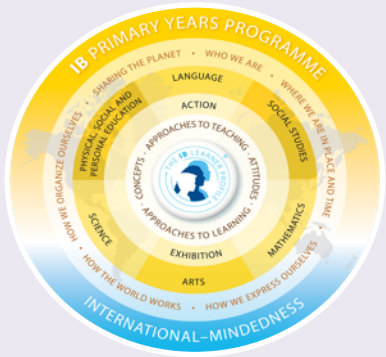 IB PRIMARY YEARS PROGRAMME
SHARING THE PLANET • WHO WE ARE • WHERE WE ARE IN PLACE AND TIME • HOW WE EXPRESS OURSELVES • HOW THE WORLD WORKS • HOW WE ORGANIZE OURSELVES •
LANGUAGE
SOCIAL STUDIES
MATHEMATICS
ARTS
SCIENCE
PHYSICAL, SOCIAL AND
PERSONAL EDUCATION
ACTION
EXHIBITION
APPROACHES TO TEACHING • ATTITUDES • APPROACHES TO LEARNING • CONCEPTS •
THE IB LEARNER PROFILE
INTERNATIONAL–MINDEDNESS